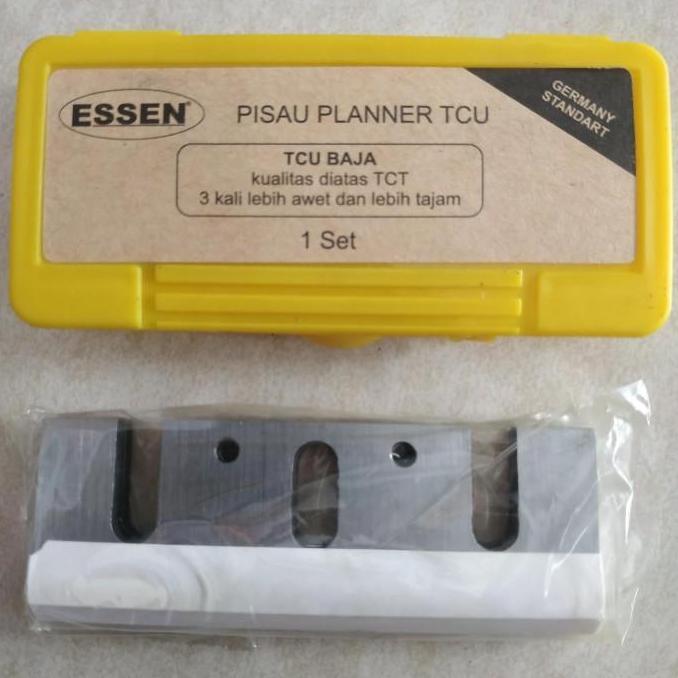 ESSEN®
PISAU PLANNER TCU
GERMANY
STANDART
TCU BAJA
kualitas diatas TCT
3 kali lebih awet dan lebih tajam
1 Set